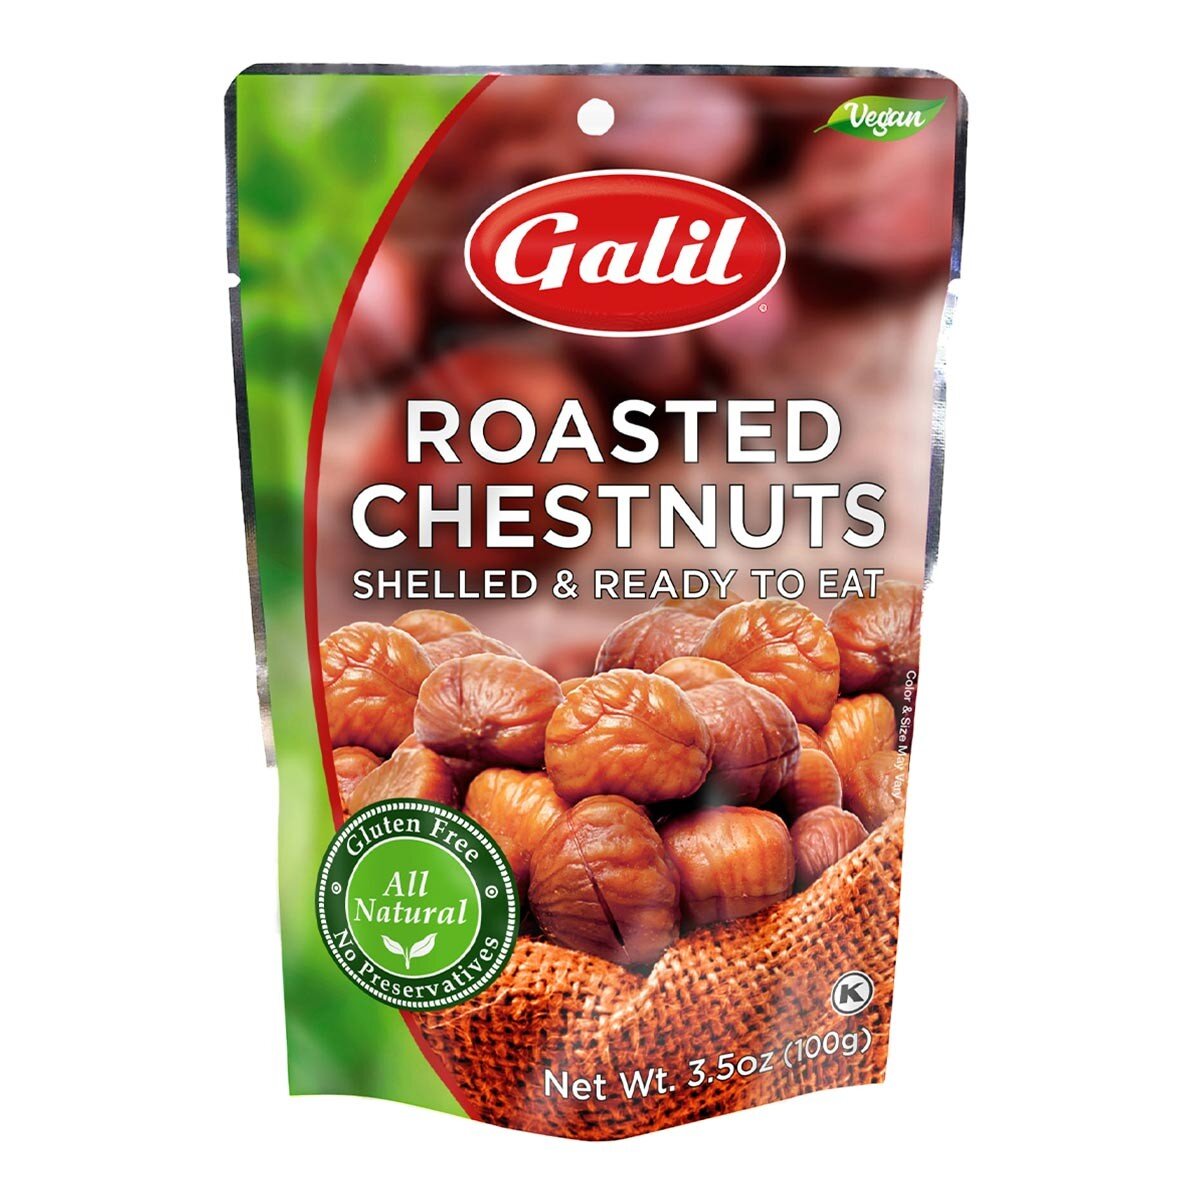 Vegan
Galil
ROASTED
CHESTNUTS
SHELLED & READY TO EAT
Color & Size May Vary
Gluten Free
All
Natural
No Preservatives
K
Net Wt. 3.5oz (100g)